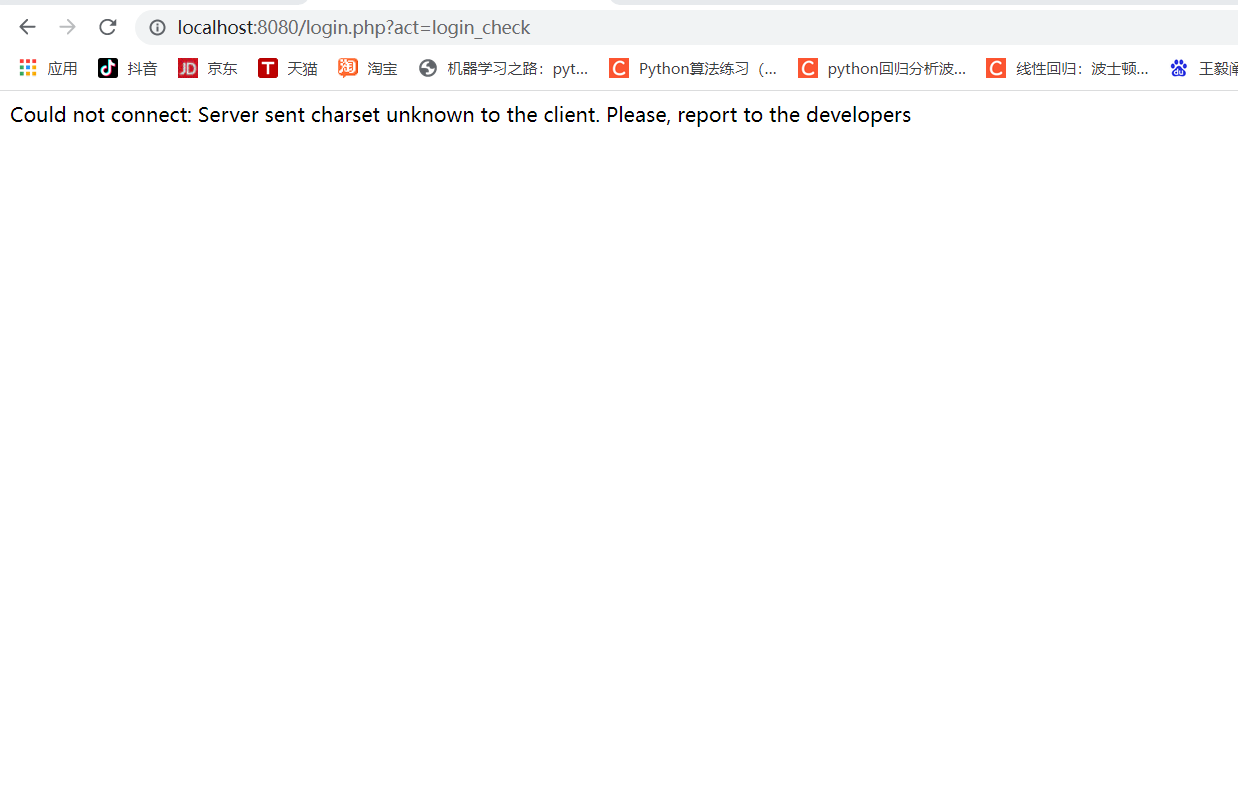 localhost:8080/login.php?act=login_check
应用 抖音 JD 京东 T 天猫 淘 淘宝 机器学习之路：pyt... C Python算法练习（... C python回归分析波... C 线性回归：波士顿... du 王毅阐
Could not connect: Server sent charset unknown to the client. Please, report to the developers